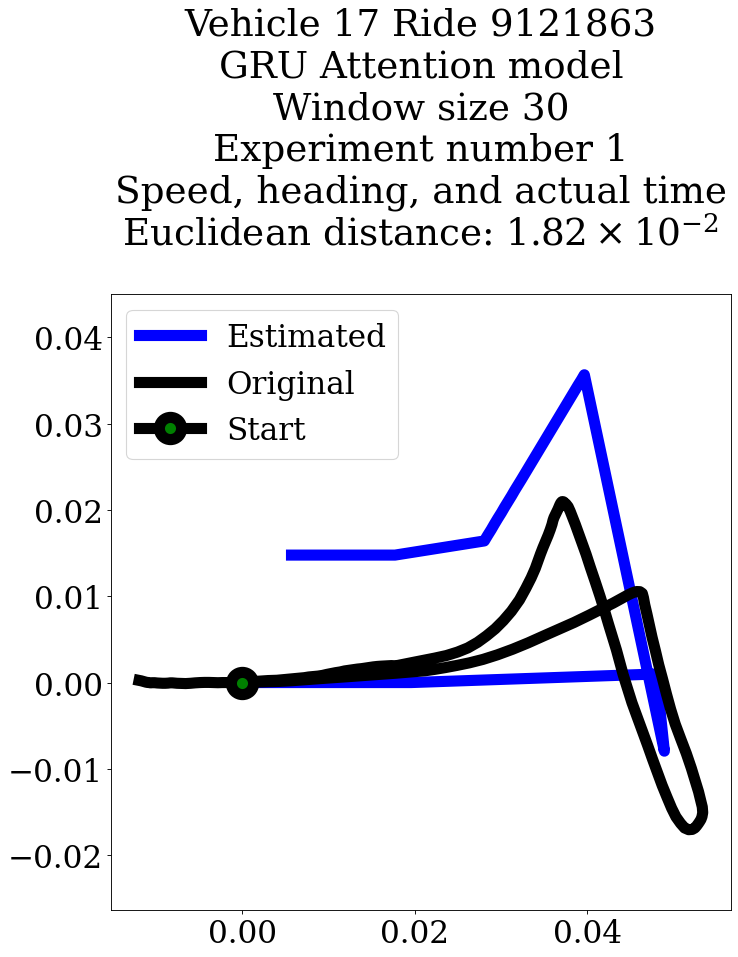 Vehicle 17 Ride 9121863
GRU Attention model
Window size 30
Experiment number 1
Speed, heading, and actual time
Euclidean distance: 1.82 × 10⁻²
Estimated
Original
Start
0.04
0.03
0.02
0.01
0.00
−0.01
−0.02
0.00 0.02 0.04